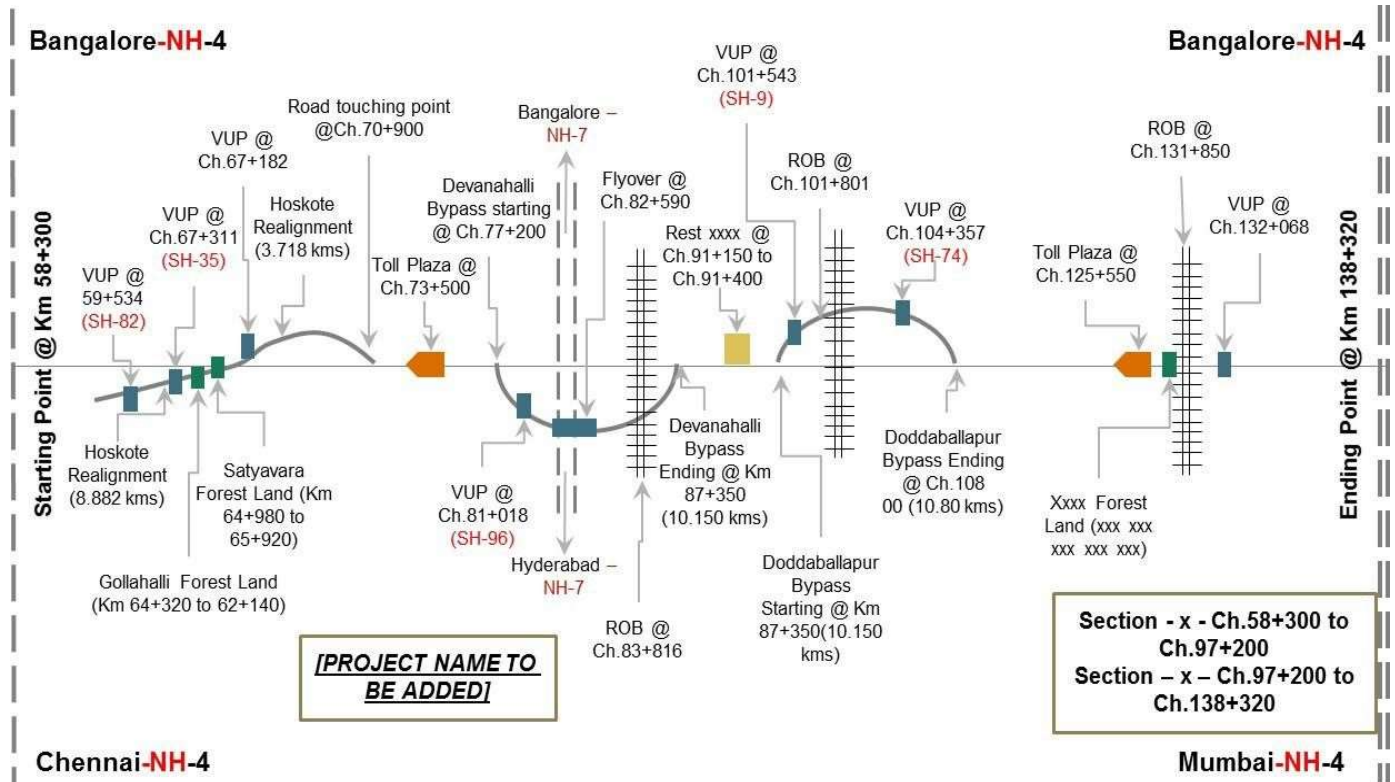 Bangalore-NH-4
Bangalore-NH-4
Starting Point @ Km 58+300
VUP @
59+534
(SH-82)
VUP @
Ch.67+311
(SH-35)
VUP @
Ch.67+182
Hoskote
Realignment
(3.718 kms)
Road touching point
@Ch.70+900
Toll Plaza @
Ch.73+500
Devanahalli
Bypass starting
@ Ch.77+200
Bangalore –
NH-7
Flyover @
Ch.82+590
Rest xxxx @
Ch.91+150 to
Ch.91+400
VUP @
Ch.101+543
(SH-9)
ROB @
Ch.101+801
VUP @
Ch.104+357
(SH-74)
Toll Plaza @
Ch.125+550
ROB @
Ch.131+850
VUP @
Ch.132+068
Ending Point @ Km 138+320
Hoskote
Realignment
(8.882 kms)
Satyavara
Forest Land (Km
64+980 to
65+920)
Gollahalli Forest Land
(Km 64+320 to 62+140)
VUP @
Ch.81+018
(SH-96)
Hyderabad –
NH-7
ROB @
Ch.83+816
Devanahalli
Bypass
Ending @ Km
87+350
(10.150 kms)
Doddaballapur
Bypass
Starting @ Km
87+350(10.150
kms)
Doddaballapur
Bypass Ending
@ Ch.108
00 (10.80 kms)
Xxxx Forest
Land (xxx xxx
xxx xxx xxx)
[PROJECT NAME TO
BE ADDED]
Section - x - Ch.58+300 to
Ch.97+200
Section – x – Ch.97+200 to
Ch.138+320
Chennai-NH-4
Mumbai-NH-4